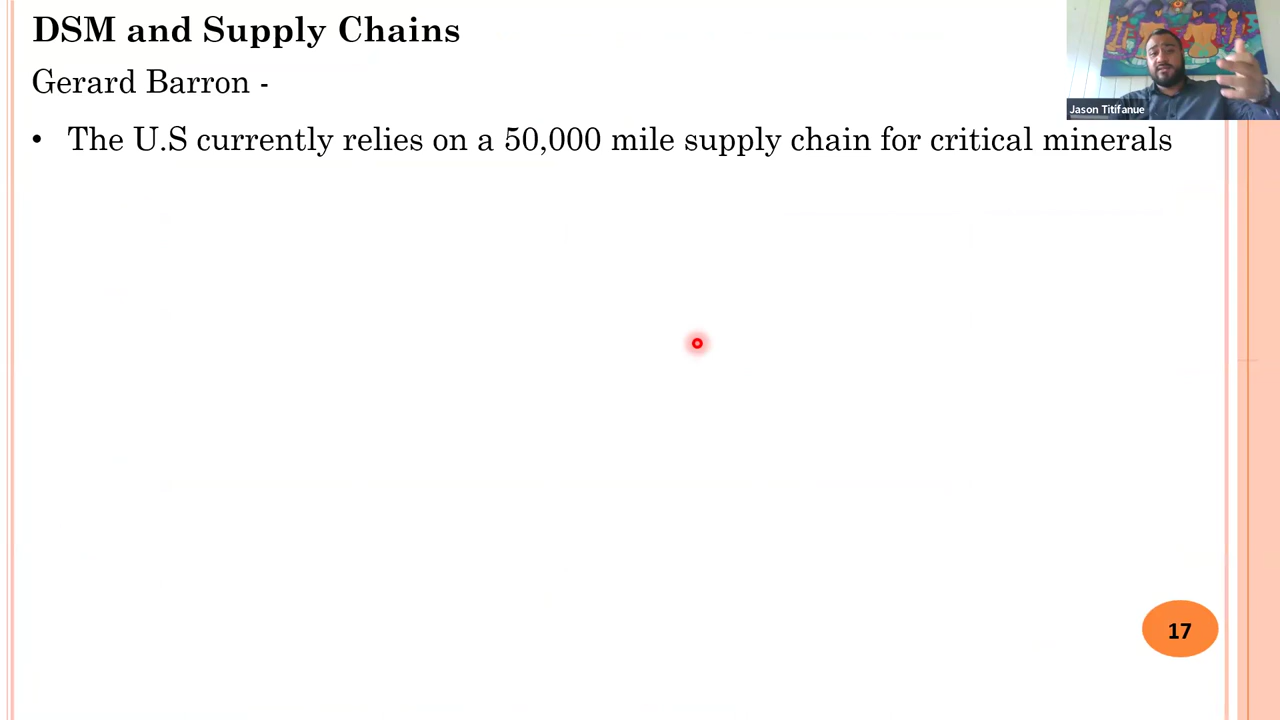 DSM and Supply Chains
Jason Titifanue
Gerard Barron -
• The U.S currently relies on a 50,000 mile supply chain for critical minerals
17